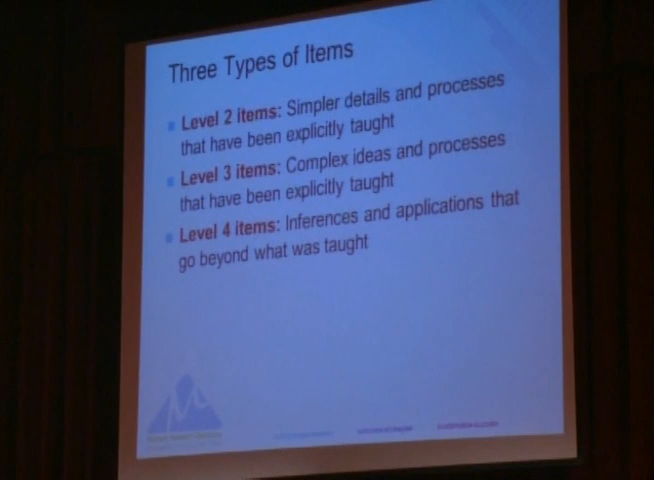 Three Types of Items
Level 2 items: Simpler details and processes
that have been explicitly taught
Level 3 items: Complex ideas and processes
that have been explicitly taught
Level 4 items: Inferences and applications that
go beyond what was taught